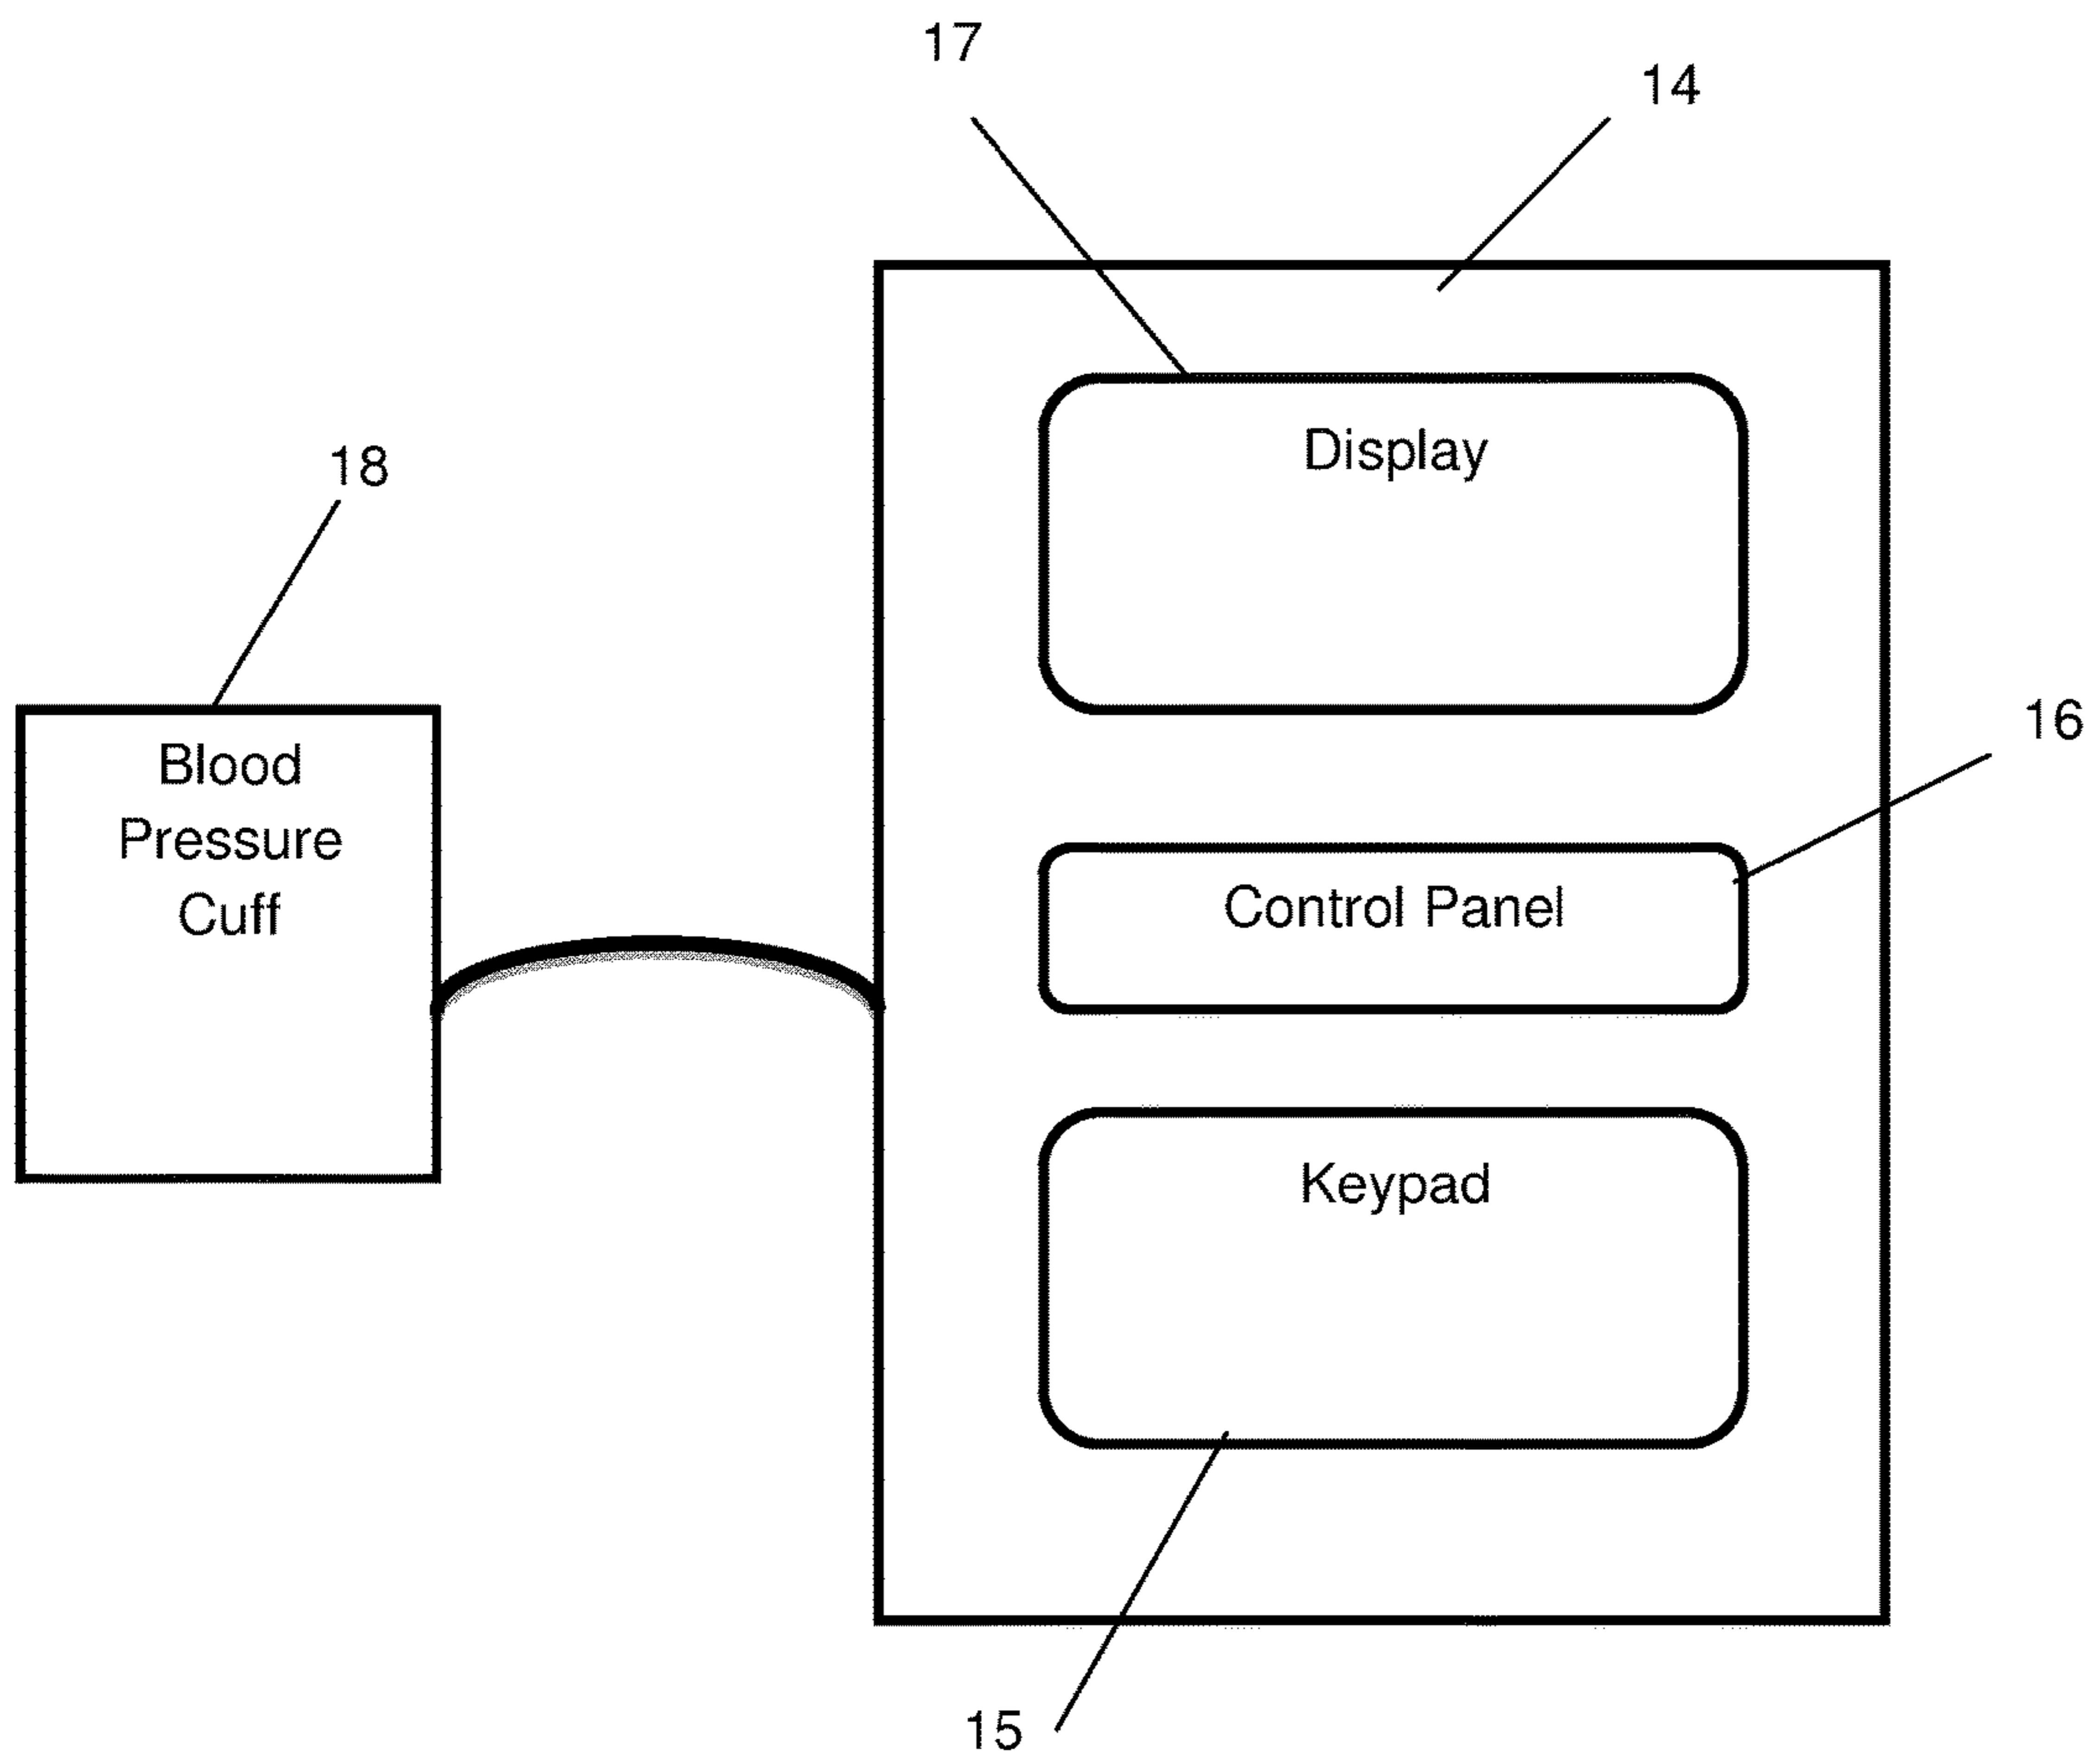 17
14
Display
18
16
Blood
Pressure
Cuff
Control Panel
Keypad
15